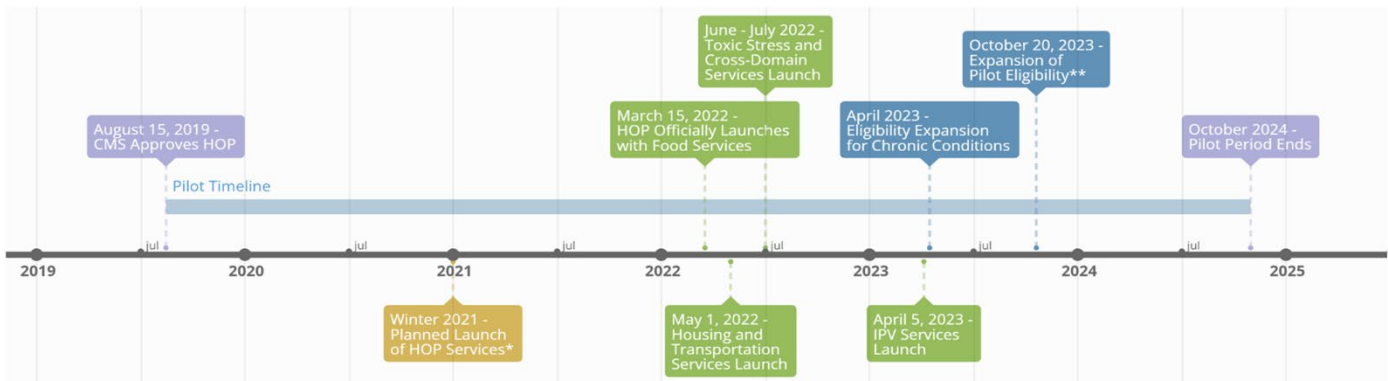 June - July 2022 -
Toxic Stress and
Cross-Domain
Services Launch
October 20, 2023 -
Expansion of
Pilot Eligibility**
August 15, 2019 -
CMS Approves HOP
March 15, 2022 -
HOP Officially Launches
with Food Services
April 2023 -
Eligibility Expansion
for Chronic Conditions
October 2024 -
Pilot Period Ends
Pilot Timeline
jul
jul
jul
jul
jul
jul
2019
2020
2021
2022
2023
2024
2025
Winter 2021 -
Planned Launch
of HOP Services*
May 1, 2022 -
Housing and
Transportation
Services Launch
April 5, 2023 -
IPV Services
Launch